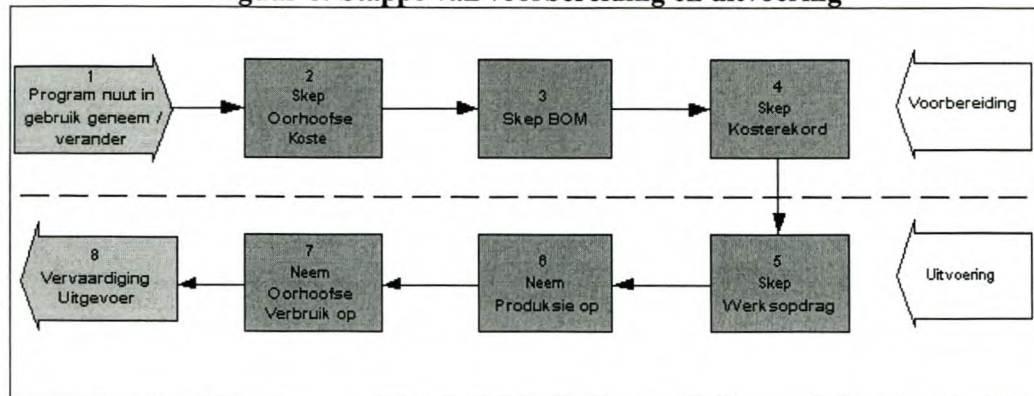 1
Program nuut in
gebruik geneem /
verander
2
Skep
Oorhoofse
Koste
3
Skep BOM
4
Skep
Kosterekord
Voorbereiding
8
Vervaardiging
Uitgevoer
7
Neem
Oorhoofse
Verbruik op
6
Neem
Produksie op
5
Skep
Werksopdrag
Uitvoering